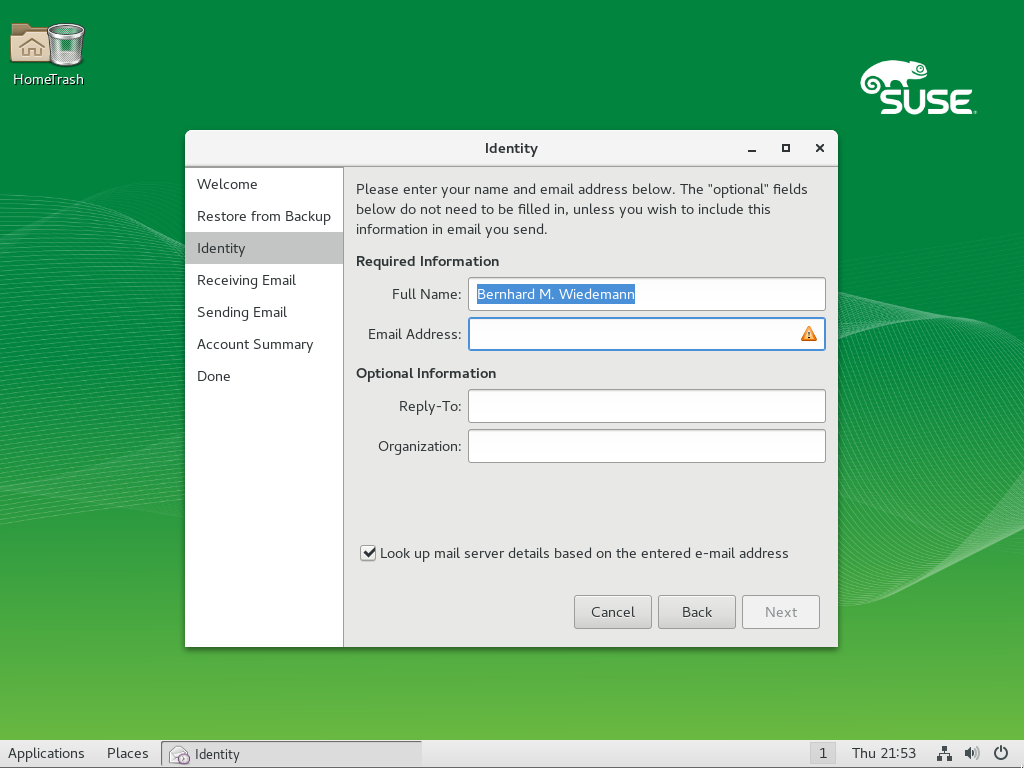 HomeTrash
SUSE
Identity
Welcome
Restore from Backup
Identity
Receiving Email
Sending Email
Account Summary
Done
Please enter your name and email address below. The "optional" fields
below do not need to be filled in, unless you wish to include this
information in email you send.
Required Information
Full Name: Bernhard M. Wiedemann
Email Address:
Optional Information
Reply-To:
Organization:
Look up mail server details based on the entered e-mail address
Cancel Back Next
Applications Places Identity 1 Thu 21:53